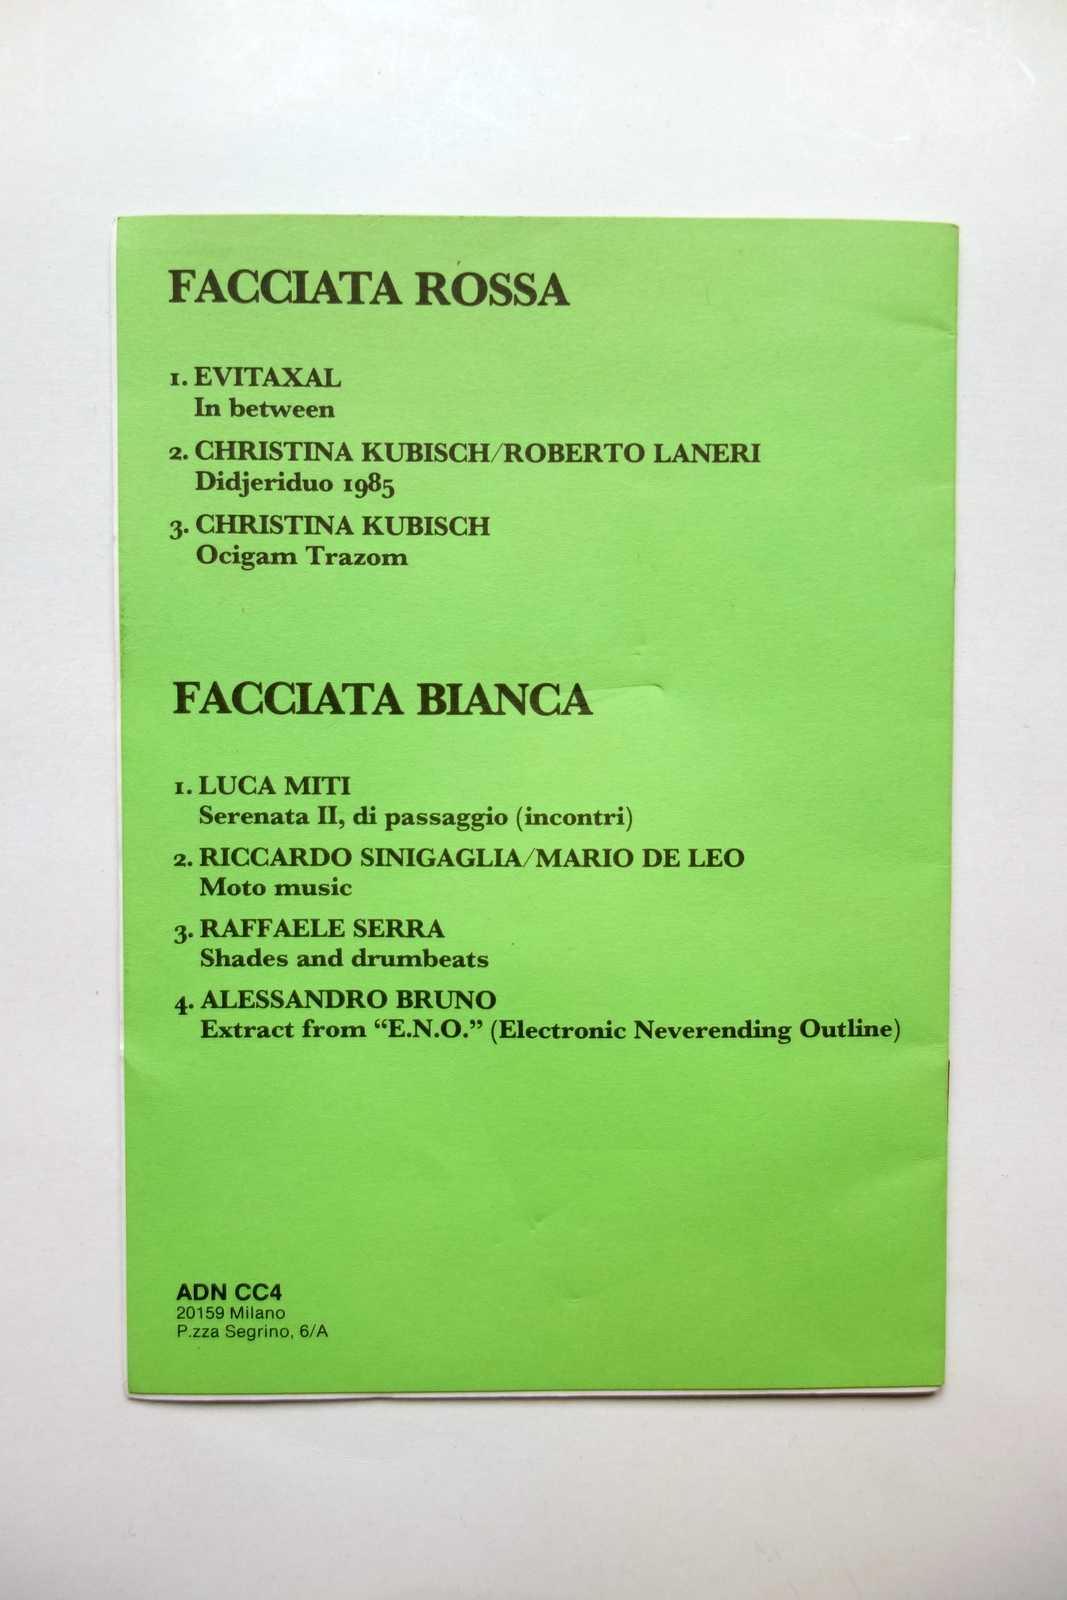 FACCIATA ROSSA
1. EVITAXAL
In between
2. CHRISTINA KUBISCH/ROBERTO LANERI
Didjeriduo 1985
3. CHRISTINA KUBISCH
Ocigam Trazom
FACCIATA BIANCA
1. LUCA MITI
Serenata II, di passaggio (incontri)
2. RICCARDO SINIGAGLIA/MARIO DE LEO
Moto music
3. RAFFAELE SERRA
Shades and drumbeats
4. ALESSANDRO BRUNO
Extract from “E.N.O.” (Electronic Neverending Outline)
ADN CC4
20159 Milano
P.zza Segrino, 6/A